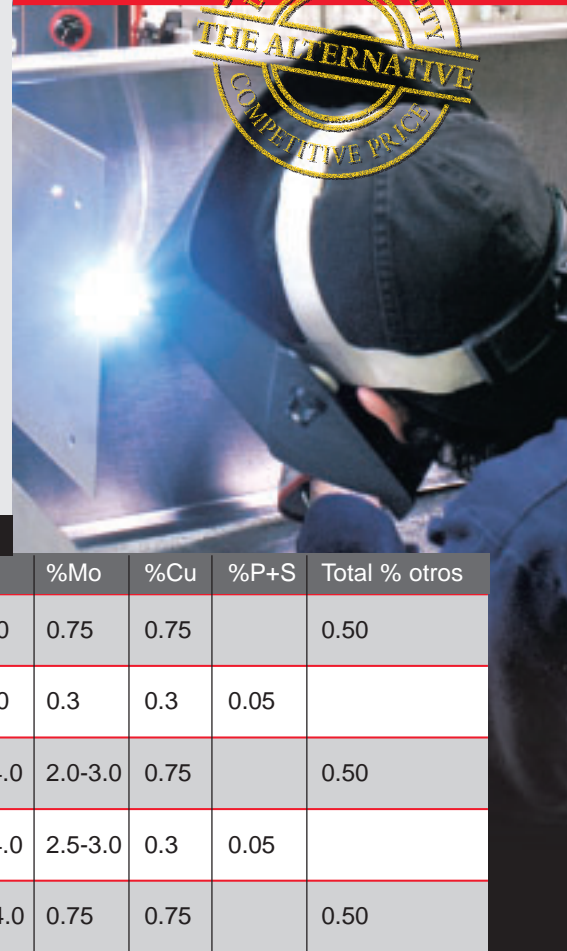 THE ALTERNATIVE
COMPETITIVE PRICE
%Mo %Cu %P+S Total % otros
0.75 0.75 0.50
0.3 0.3 0.05
2.0-3.0 0.75 0.50
2.5-3.0 0.3 0.05
0.75 0.75 0.50